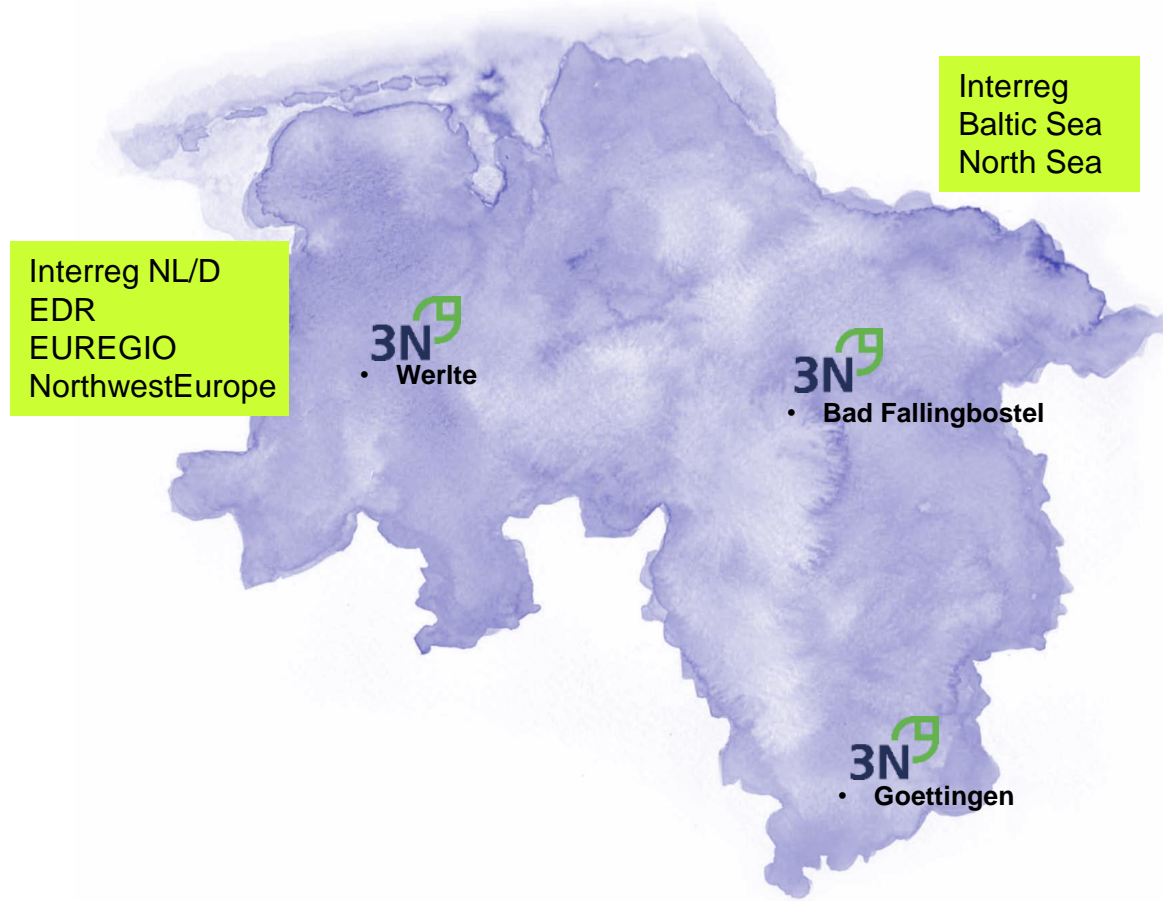 Interreg
Baltic Sea
North Sea
Interreg NL/D
EDR
EUREGIO
NorthwestEurope
3N
• Werlte
3N
• Bad Fallingbostel
3N
• Goettingen